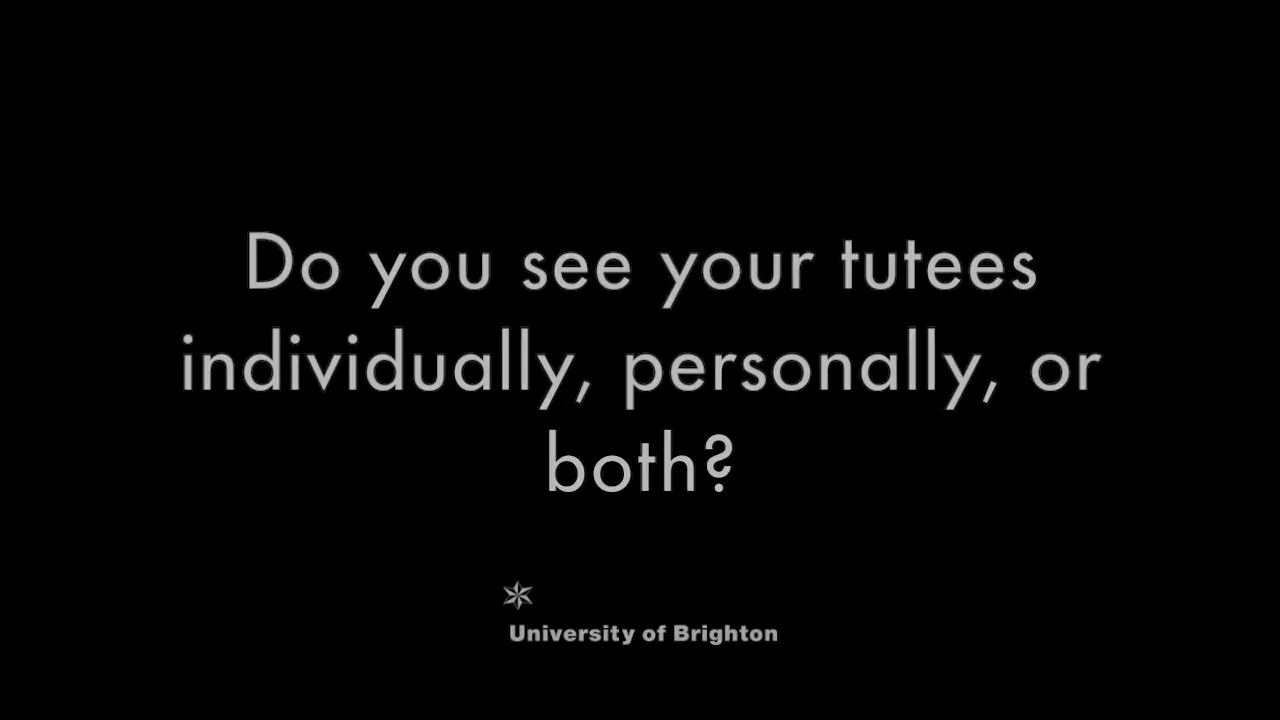 Do you see your tutees
individually, personally, or
both?
University of Brighton